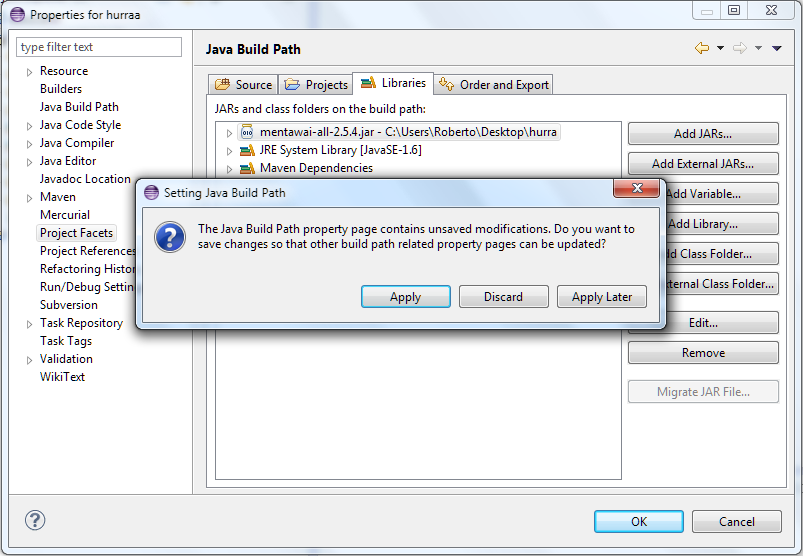 Properties for hurraa
type filter text
Java Build Path
Resource
Builders
Java Build Path
Java Code Style
Java Compiler
Java Editor
Javadoc Location
Maven
Mercurial
Project Facets
Project References
Refactoring Histor
Run/Debug Settin
Subversion
Task Repository
Task Tags
Validation
WikiText
Source
Projects
Libraries
Order and Export
JARs and class folders on the build path:
mentawai-all-2.5.4.jar - C:\Users\Roberto\Desktop\hurra
JRE System Library [JavaSE-1.6]
Maven Dependencies
Add JARs...
Add External JARs...
Add Variable...
Add Library...
dd Class Folder...
xternal Class Folder...
Edit...
Remove
Migrate JAR File...
Setting Java Build Path
The Java Build Path property page contains unsaved modifications. Do you want to
save changes so that other build path related property pages can be updated?
Apply
Discard
Apply Later
OK
Cancel